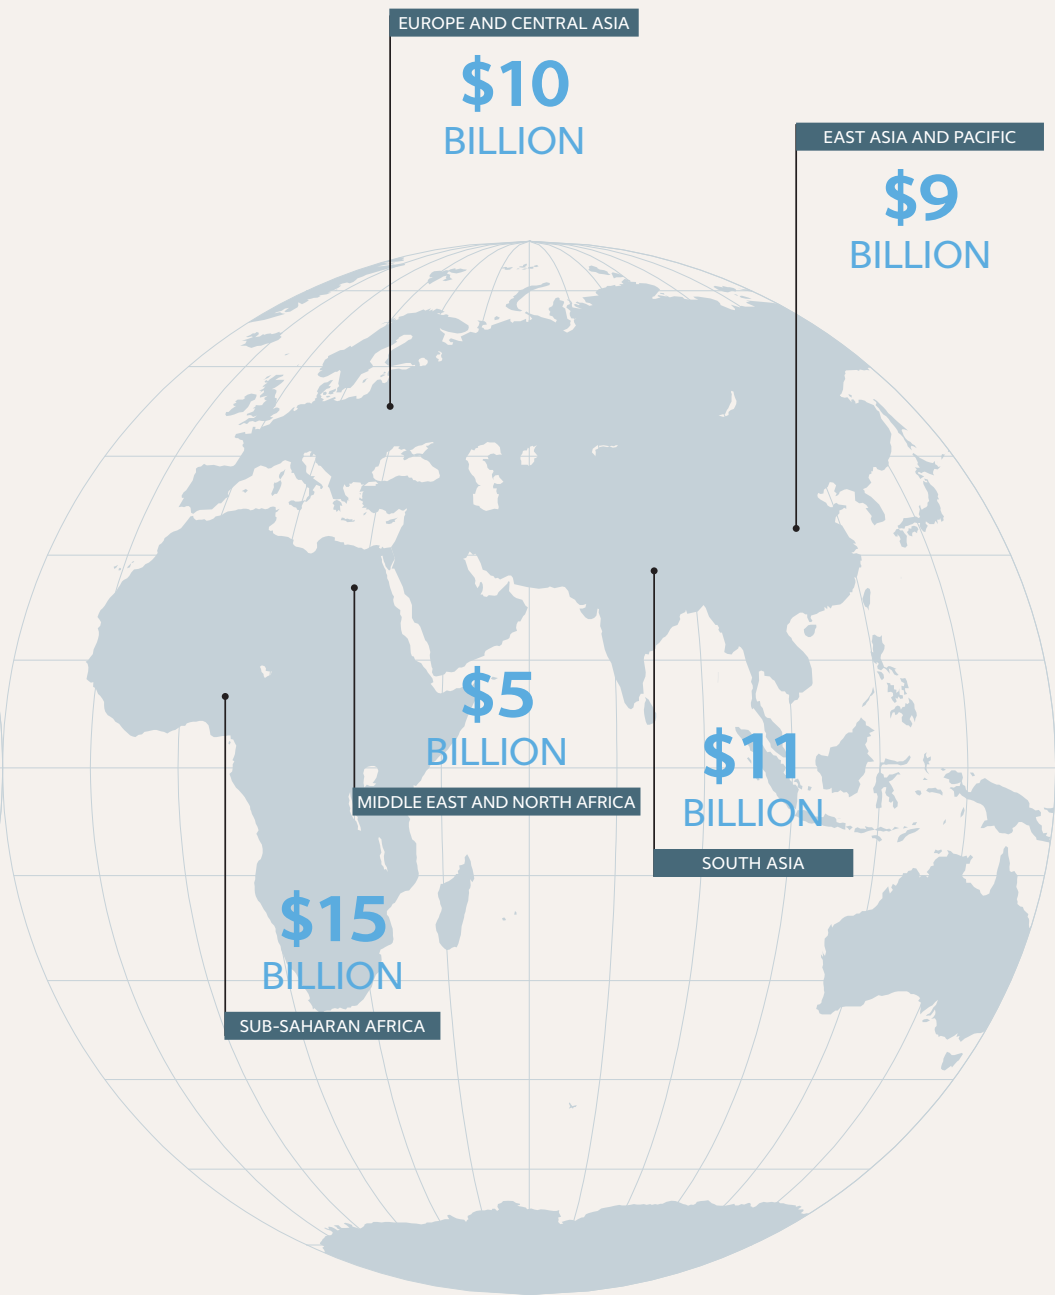 EUROPE AND CENTRAL ASIA
$10
BILLION
EAST ASIA AND PACIFIC
$9
BILLION
$5
BILLION
MIDDLE EAST AND NORTH AFRICA
$11
BILLION
SOUTH ASIA
$15
BILLION
SUB-SAHARAN AFRICA